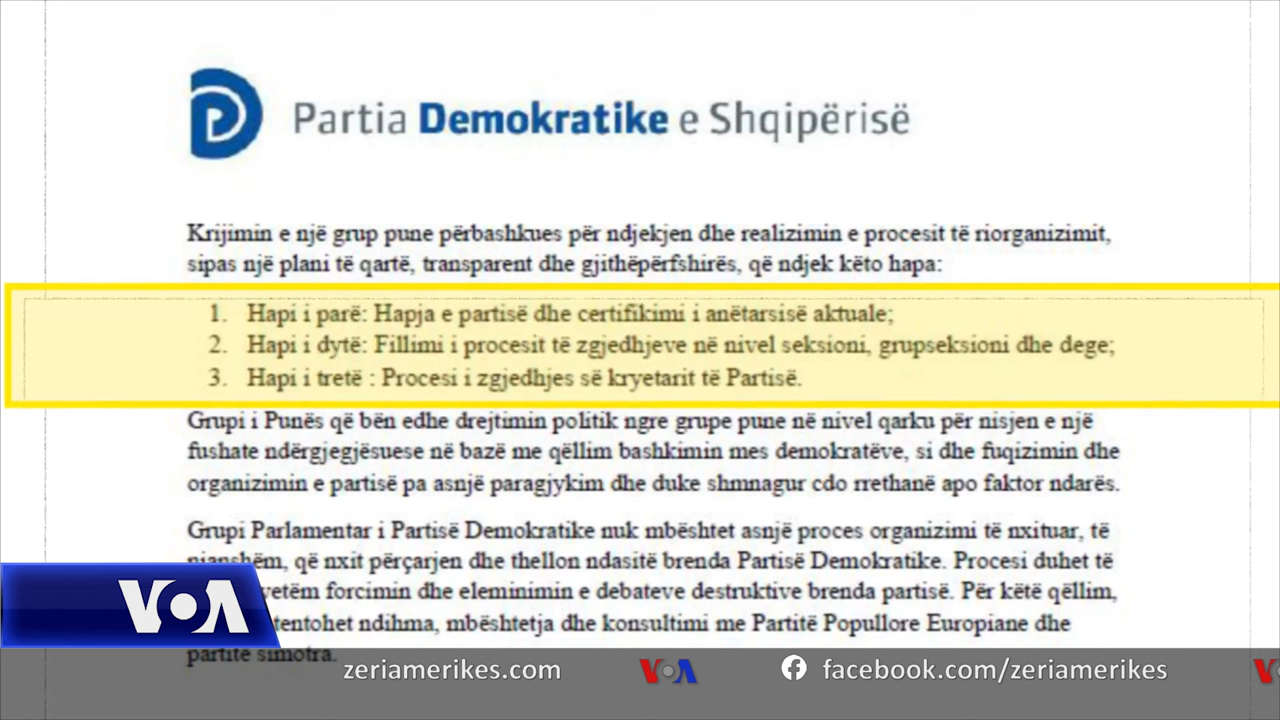 Partia Demokratike e Shqipërisë
Krijimin e një grup pune përbashkues për ndjekjen dhe realizimin e procesit të riorganizimit,
sipas një plani të qartë, transparent dhe gjithëpërfshirës, që ndjek këto hapa:
1. Hapi i parë: Hapja e partisë dhe certifikimi i anëtarsisë aktuale;
2. Hapi i dytë: Fillimi i procesit të zgjedhjeve në nivel seksioni, grupseksioni dhe dege;
3. Hapi i tretë : Procesi i zgjedhjes së kryetarit të Partisë.
Grupi i Punës që bën edhe drejtimin politik ngre grupe pune në nivel qarku për nisjen e një
fushate ndërgjegjësuese në bazë me qëllim bashkimin mes demokratëve, si dhe fuqizimin dhe
organizimin e partisë pa asnjë paragjykim dhe duke shmnagur cdo rrethanë apo faktor ndarës.
Grupi Parlamentar i Partisë Demokratike nuk mbështet asnjë proces organizimi të nxituar, të
njanshëm, që nxit përçarjen dhe thellon ndasitë brenda Partisë Demokratike. Procesi duhet të
vetëm forcimin dhe eleminimin e debateve destruktive brenda partisë. Për këtë qëllim,
tentohet ndihma, mbështetja dhe konsultimi me Partitë Popullore Europiane dhe
partitë simotra.
VOA
zeriamerikes.com VOA facebook.com/zeriamerikes